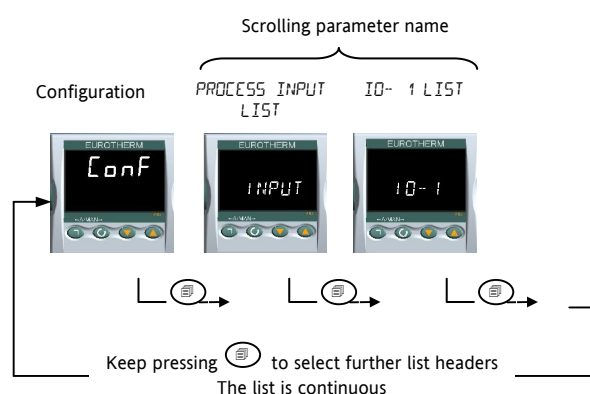 Scrolling parameter name
Configuration
PROCESS INPUT
LIST
IO- 1 LIST
EUROTHERM
ConF
EUROTHERM
INPUT
EUROTHERM
IO- 1
Keep pressing to select further list headers
The list is continuous